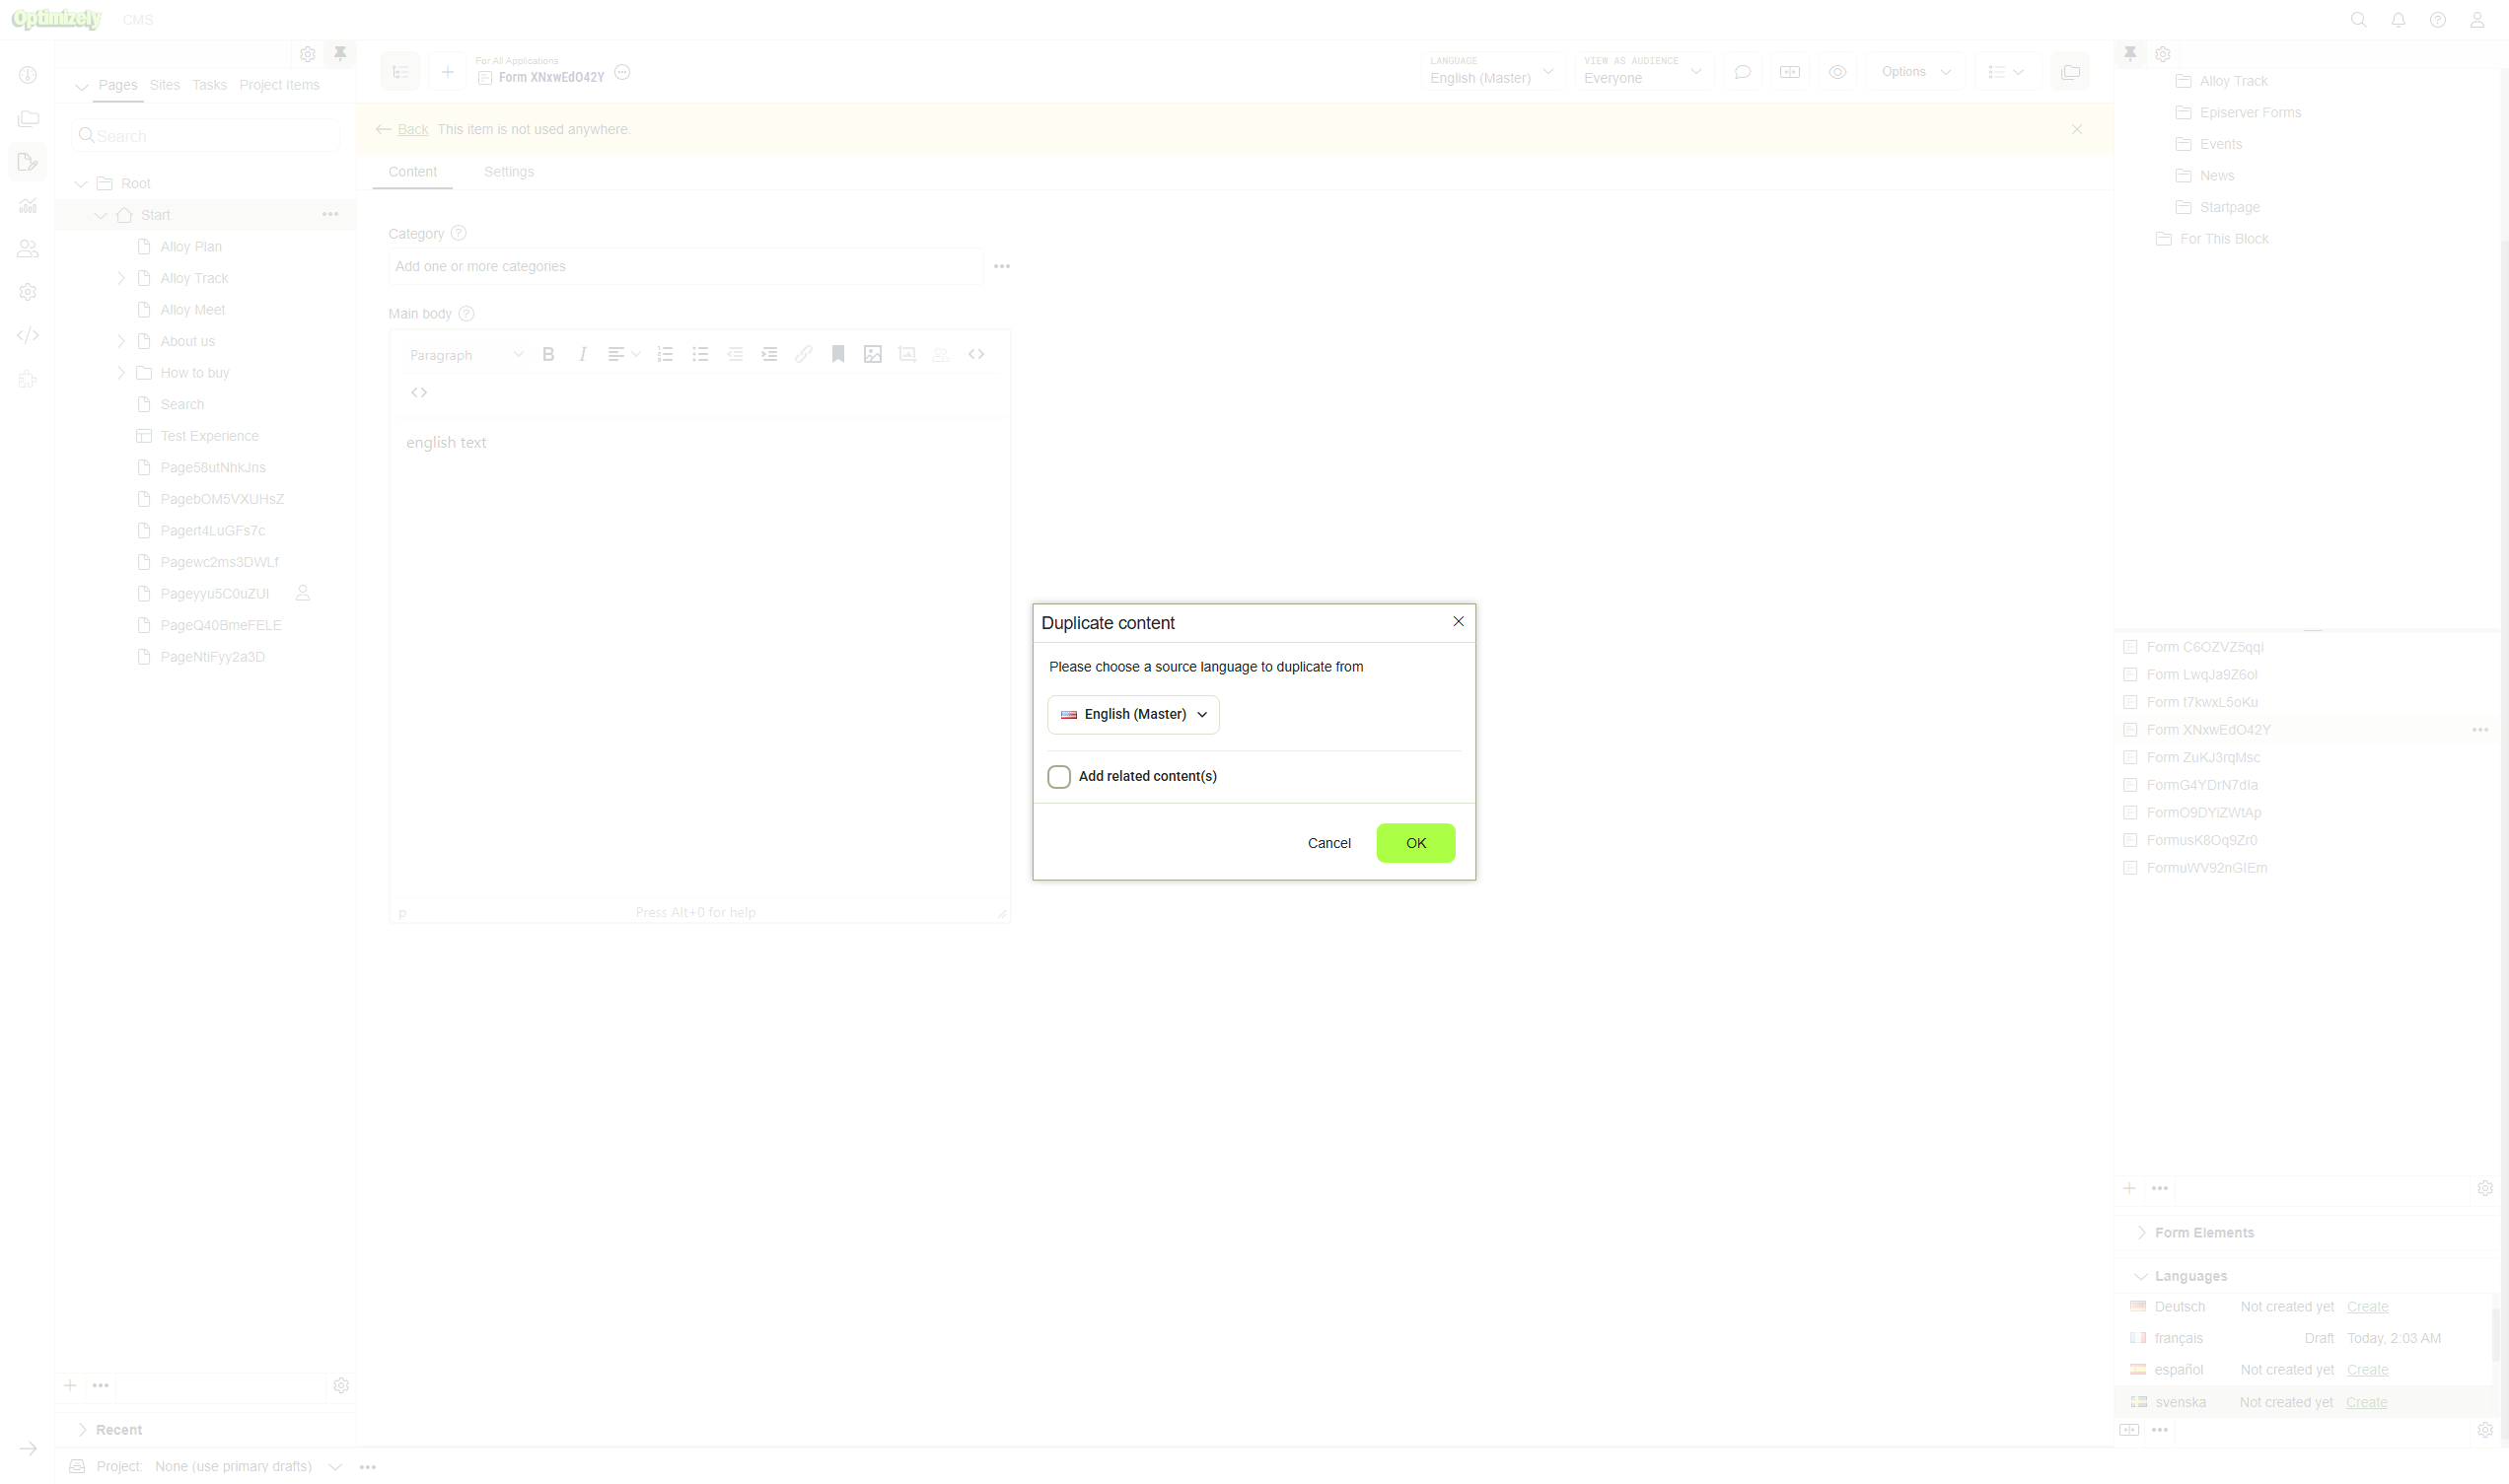 Optimizely CMS
Pages Sites Tasks Project Items
Search
Root
Start
Alloy Plan
Alloy Track
Alloy Meet
About us
How to buy
Search
Test Experience
Page58utNhkJns
PagebOM5VXUHsZ
Pagert4LuGFs7c
Pagewc2ms3DWLf
Pageyyu5C0uZUI
PageQ40BmeFELE
PageNtiFyy2a3D
Recent
Project: None (use primary drafts)
For All Applications
Form XNxwEdO42Y
LANGUAGE
English (Master)
VIEW AS AUDIENCE
Everyone
Options
Back This item is not used anywhere.
Content Settings
Category
Add one or more categories
Main body
Paragraph
english text
p Press Alt+0 for help
Duplicate content
Please choose a source language to duplicate from
English (Master)
Add related content(s)
Cancel OK
Alloy Track
Episerver Forms
Events
News
Startpage
For This Block
Form C6OZVZ5qqi
Form LwqJa9Z6ol
Form t7kwxL5oKu
Form XNxwEdO42Y
Form ZuKJ3rqMsc
FormG4YDrN7dIa
FormO9DYiZWtAp
FormusK8Oq9Zr0
FormuWV92nGIEm
Form Elements
Languages
Deutsch Not created yet Create
français Draft Today, 2:03 AM
español Not created yet Create
svenska Not created yet Create